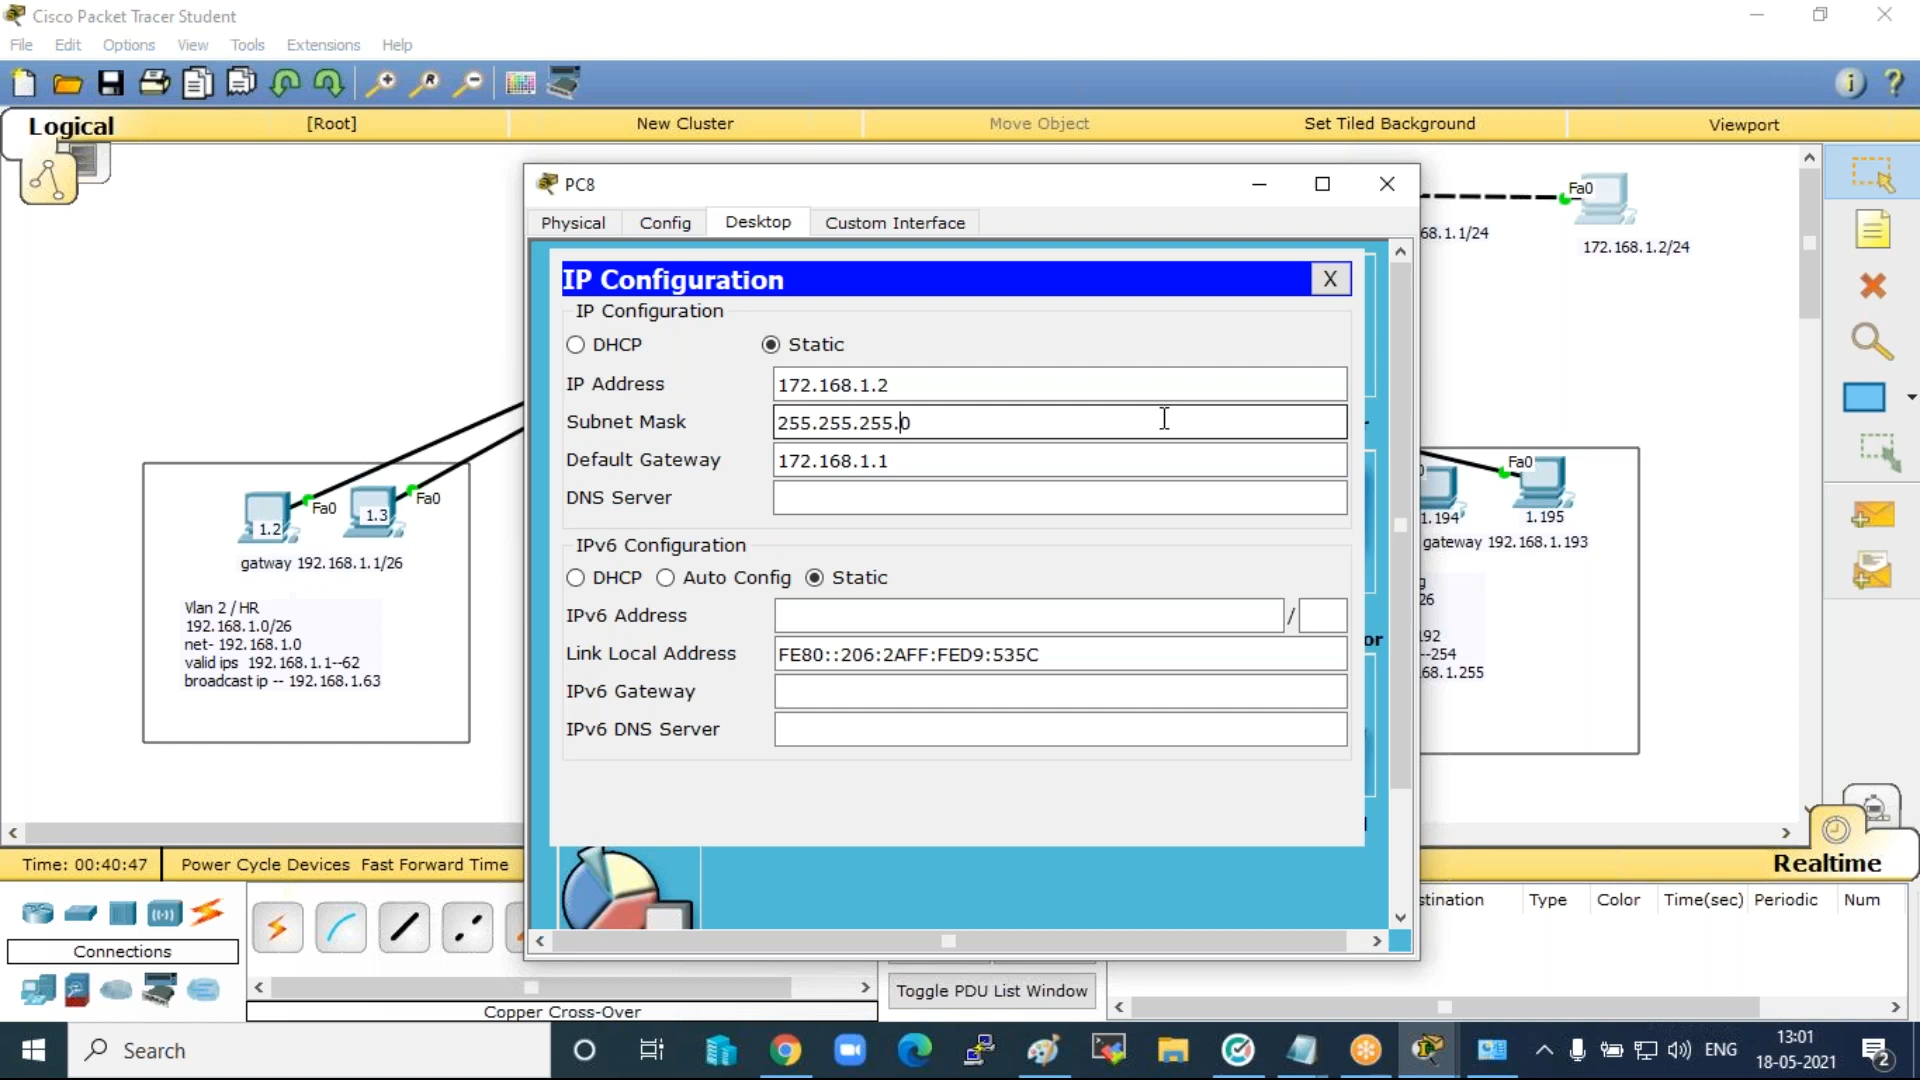 Cisco Packet Tracer Student
File Edit Options View Tools Extensions Help
Logical [Root] New Cluster Move Object Set Tiled Background Viewport
PC8
Physical Config Desktop Custom Interface
IP Configuration X
IP Configuration
DHCP Static
IP Address 172.168.1.2
Subnet Mask 255.255.255.0
Default Gateway 172.168.1.1
DNS Server
IPv6 Configuration
DHCP Auto Config Static
IPv6 Address /
Link Local Address FE80::206:2AFF:FED9:535C
IPv6 Gateway
IPv6 DNS Server
Fa0
68.1.1/24
172.168.1.2/24
1.2 Fa0 1.3 Fa0
gatway 192.168.1.1/26
Vlan 2 / HR
192.168.1.0/26
net- 192.168.1.0
valid ips 192.168.1.1--62
broadcast ip -- 192.168.1.63
Fa0
1.194 1.195
gateway 192.168.1.193
26
192
--254
68.1.255
or
Time: 00:40:47 Power Cycle Devices Fast Forward Time Realtime
Connections
Copper Cross-Over
Toggle PDU List Window
stination Type Color Time(sec) Periodic Num
Search
ENG
13:01
18-05-2021
2